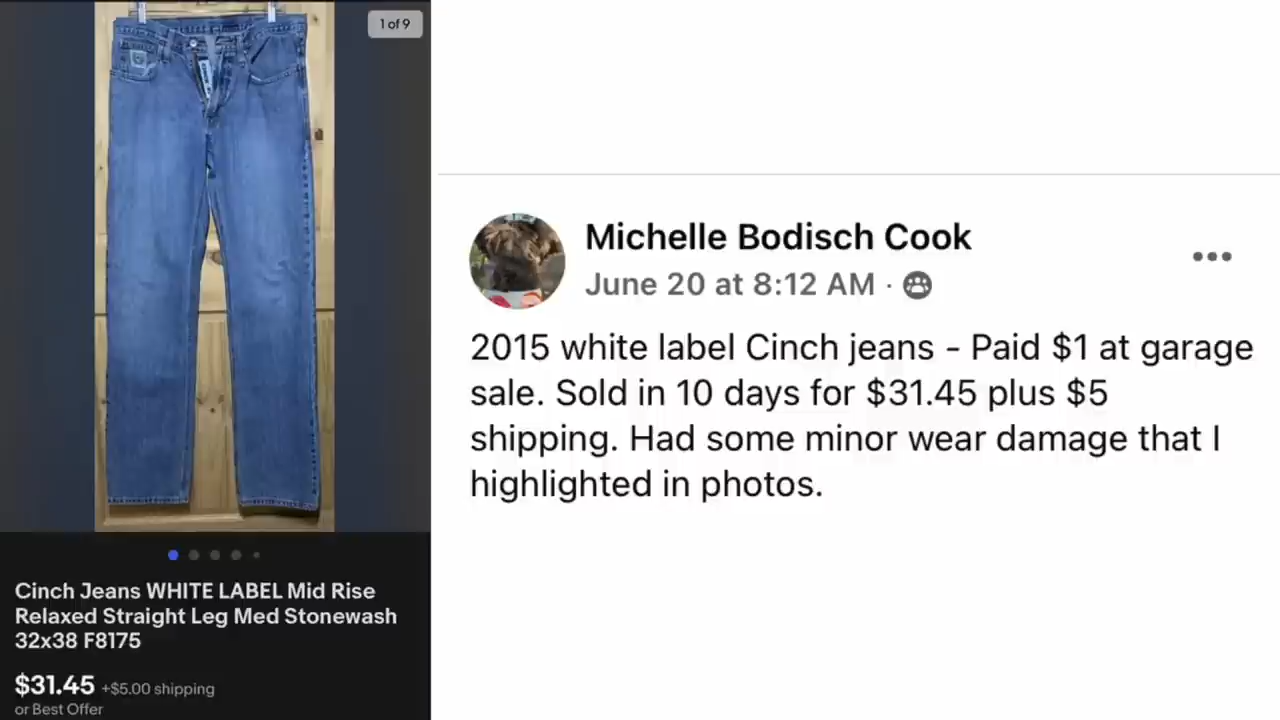 1 of 9
Cinch Jeans WHITE LABEL Mid Rise
Relaxed Straight Leg Med Stonewash
32x38 F8175
$31.45 +$5.00 shipping
or Best Offer
Michelle Bodisch Cook
June 20 at 8:12 AM ·
2015 white label Cinch jeans - Paid $1 at garage
sale. Sold in 10 days for $31.45 plus $5
shipping. Had some minor wear damage that I
highlighted in photos.